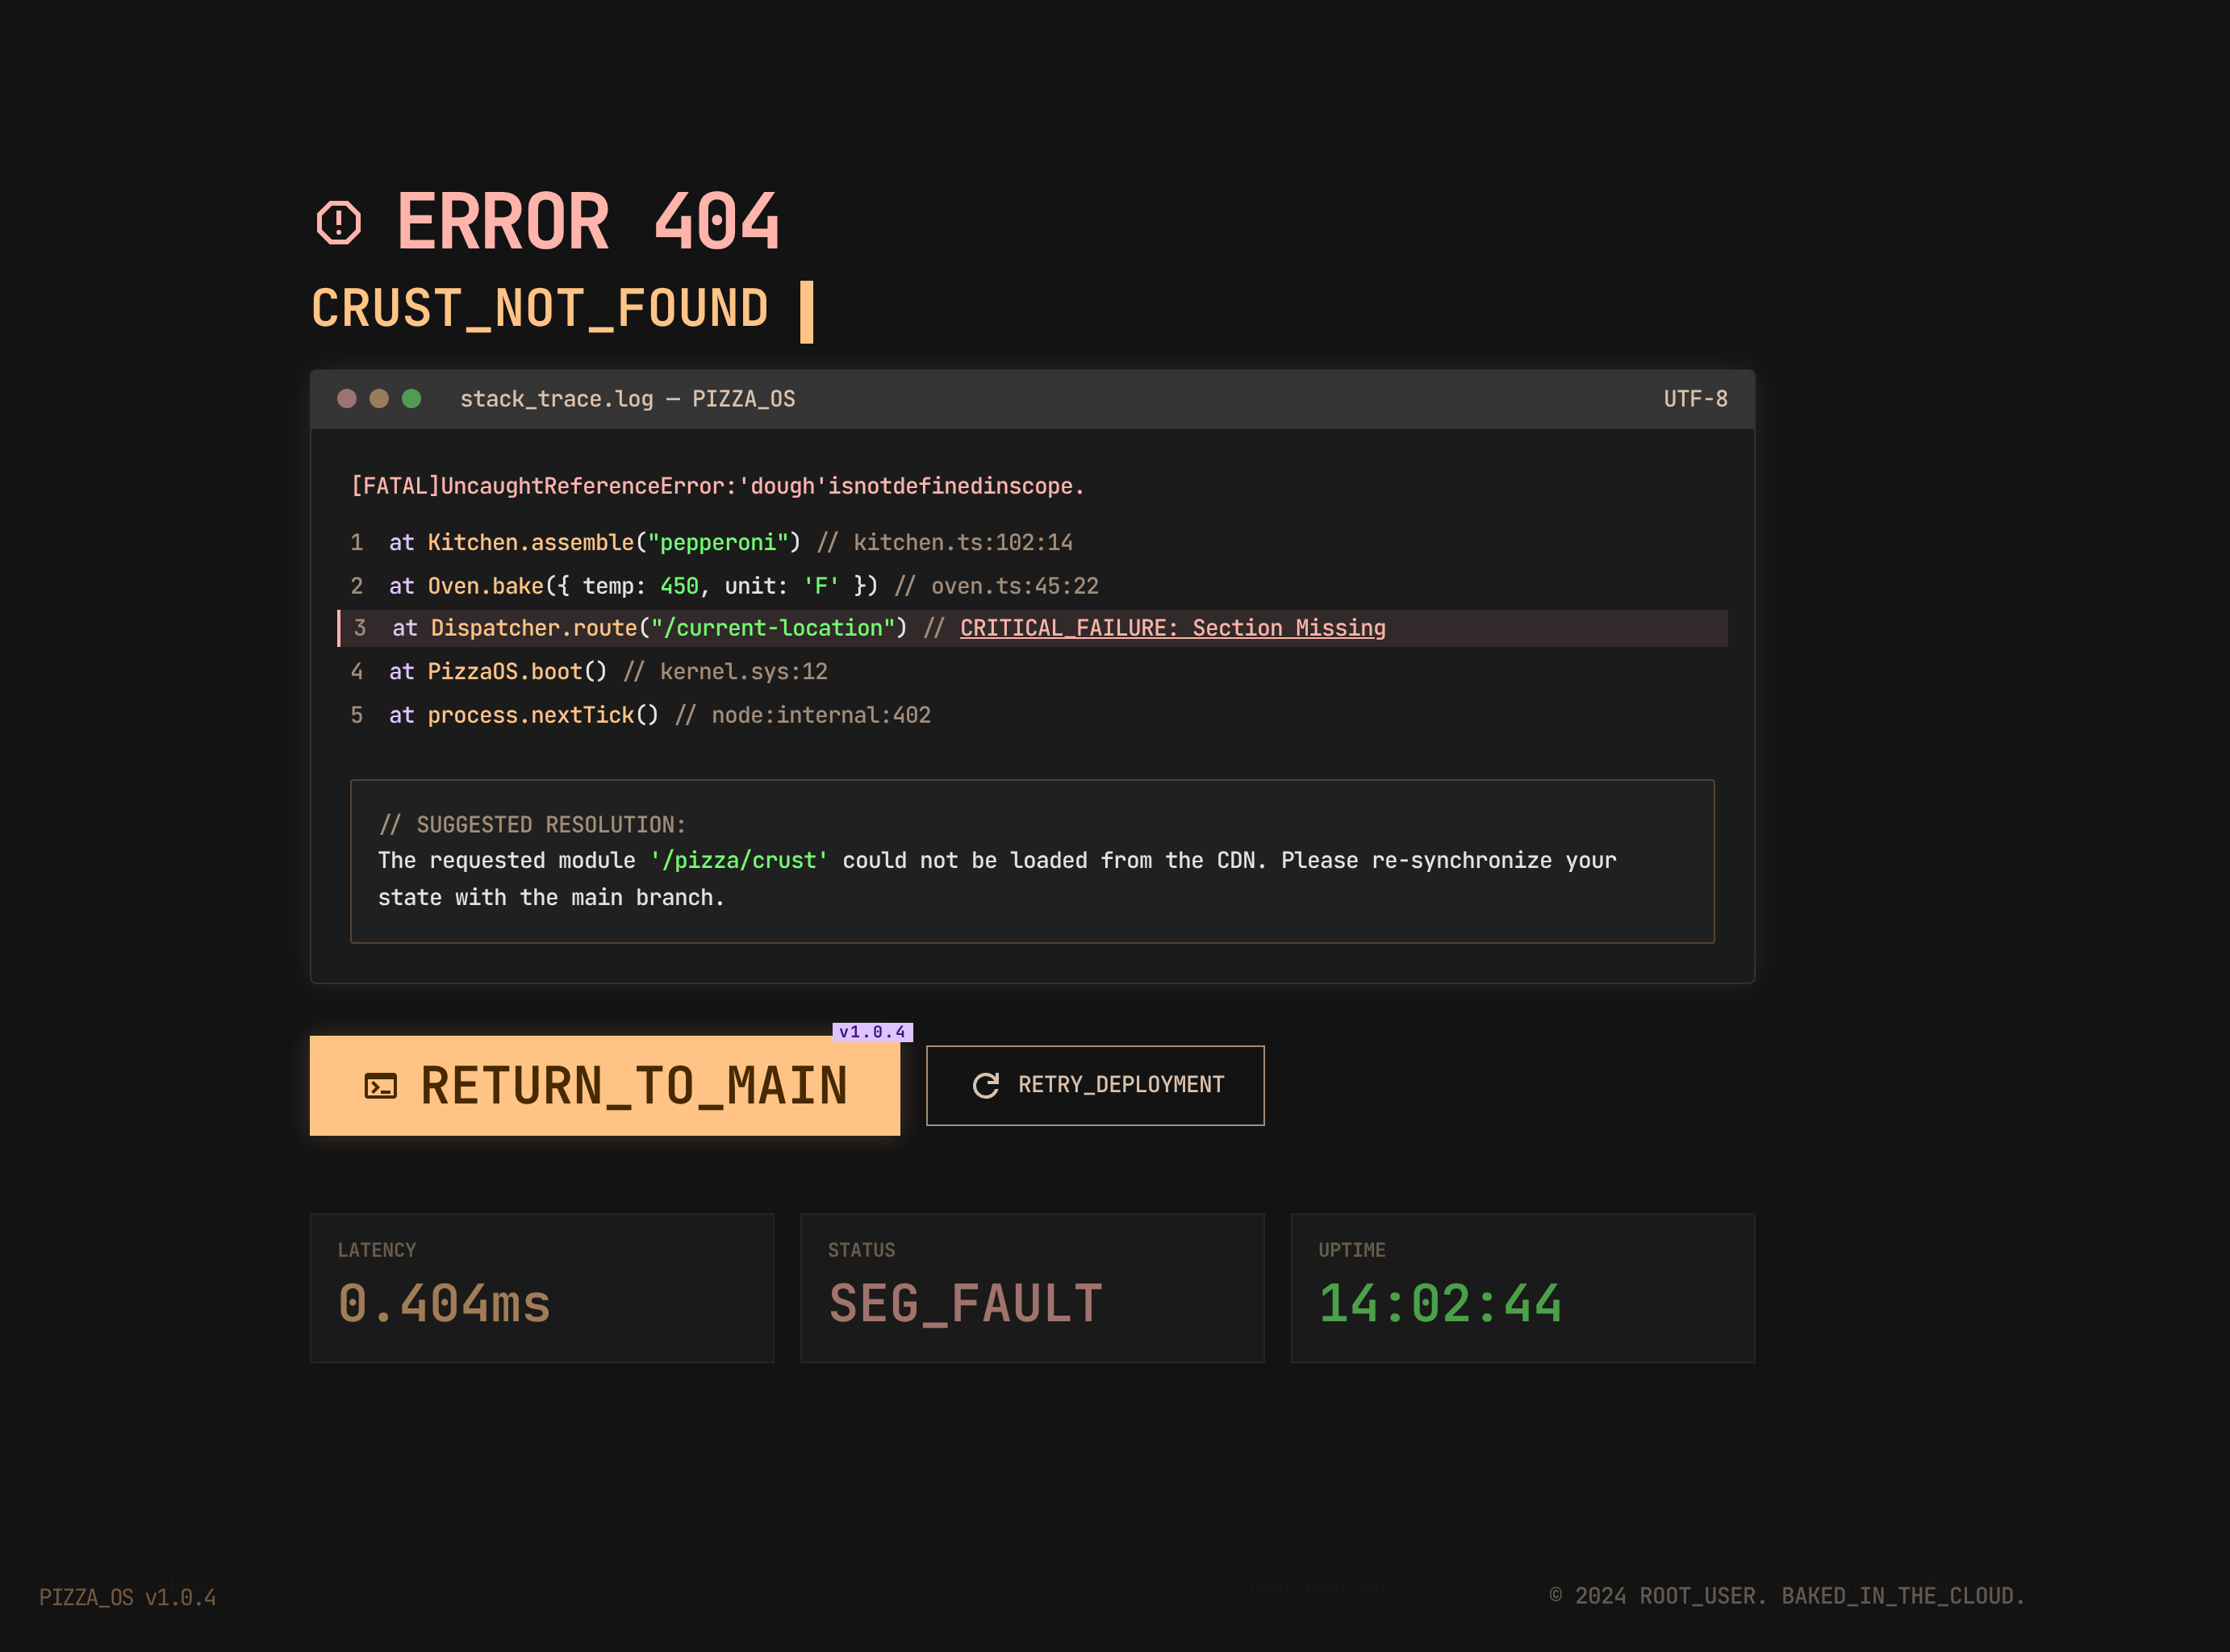 ERROR 404
CRUST_NOT_FOUND
stack_trace.log — PIZZA_OS
UTF-8
[FATAL]UncaughtReferenceError:'dough'isnotdefinedinscope.
1 at Kitchen.assemble("pepperoni") // kitchen.ts:102:14
2 at Oven.bake({ temp: 450, unit: 'F' }) // oven.ts:45:22
3 at Dispatcher.route("/current-location") // CRITICAL_FAILURE: Section Missing
4 at PizzaOS.boot() // kernel.sys:12
5 at process.nextTick() // node:internal:402
// SUGGESTED RESOLUTION:
The requested module '/pizza/crust' could not be loaded from the CDN. Please re-synchronize your
state with the main branch.
v1.0.4
RETURN_TO_MAIN
RETRY_DEPLOYMENT
LATENCY
0.404ms
STATUS
SEG_FAULT
UPTIME
14:02:44
PIZZA_OS v1.0.4
© 2024 ROOT_USER. BAKED_IN_THE_CLOUD.